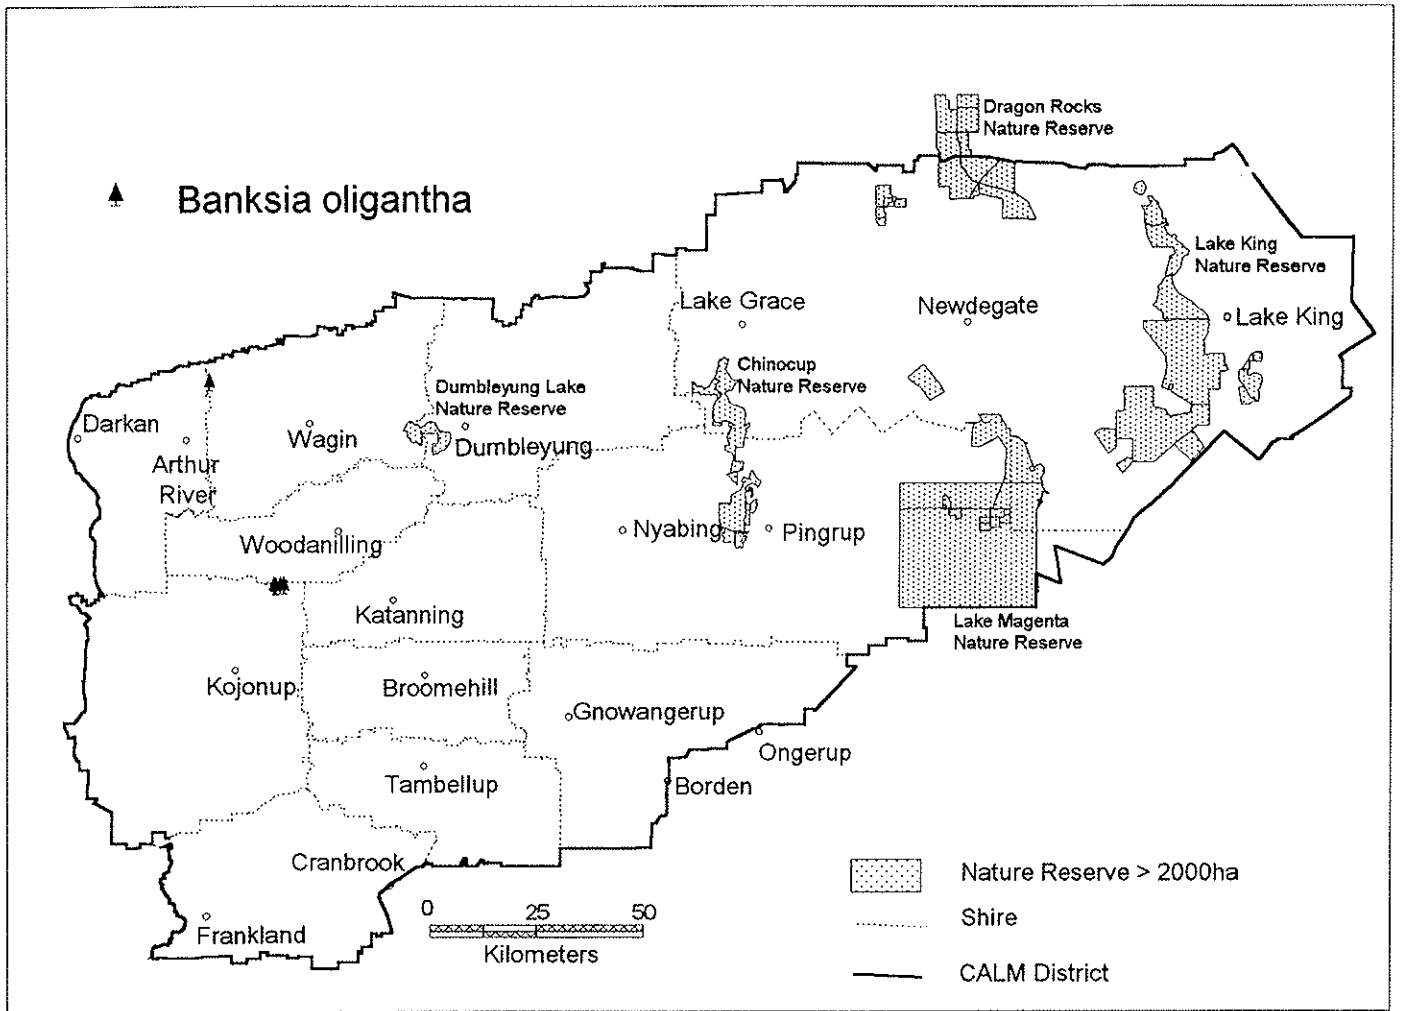 Dragon Rocks
Nature Reserve
Banksia oligantha
Lake King
Nature Reserve
Lake Grace
Newdegate
Lake King
Chinocup
Nature Reserve
Dumbleyung Lake
Nature Reserve
Darkan
Wagin
Dumbleyung
Arthur
River
Nyabing
Pingrup
Woodanilling
Katanning
Lake Magenta
Nature Reserve
Kojonup
Broomehill
Gnowangerup
Ongerup
Tambellup
Borden
Cranbrook
Frankland
0 25 50
Kilometers
Nature Reserve > 2000ha
Shire
CALM District